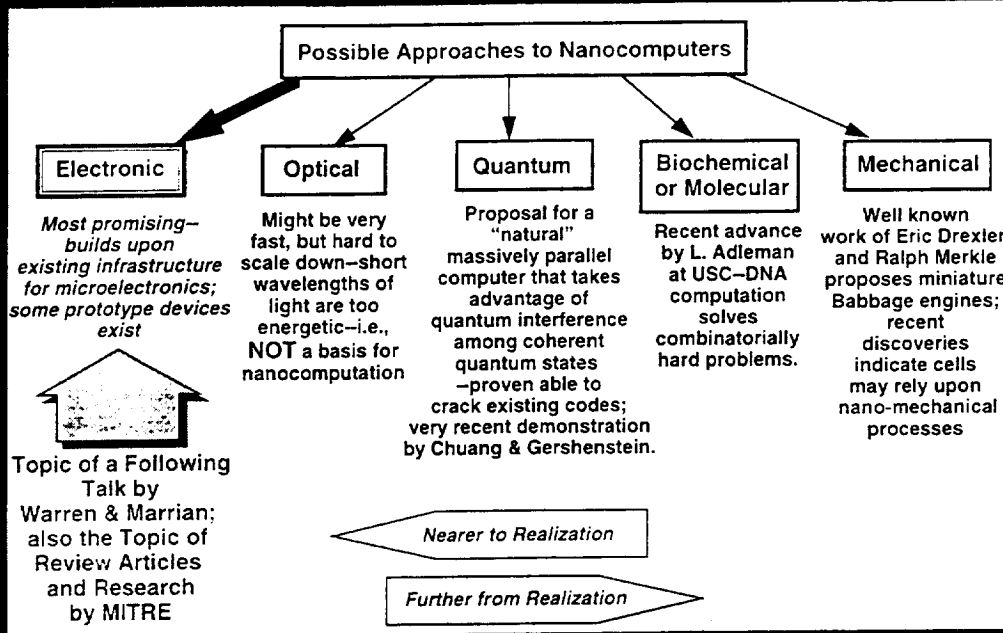 Possible Approaches to Nanocomputers
Electronic
Most promising–
builds upon
existing infrastructure
for microelectronics;
some prototype devices
exist
Topic of a Following
Talk by
Warren & Marrian;
also the Topic of
Review Articles
and Research
by MITRE
Optical
Might be very
fast, but hard to
scale down–short
wavelengths of
light are too
energetic–i.e.,
NOT a basis for
nanocomputation
Quantum
Proposal for a
“natural”
massively parallel
computer that takes
advantage of
quantum interference
among coherent
quantum states
–proven able to
crack existing codes;
very recent demonstration
by Chuang & Gershenstein.
Biochemical
or Molecular
Recent advance
by L. Adleman
at USC–DNA
computation
solves
combinatorially
hard problems.
Mechanical
Well known
work of Eric Drexler
and Ralph Merkle
proposes miniature
Babbage engines;
recent
discoveries
indicate cells
may rely upon
nano-mechanical
processes
Nearer to Realization
Further from Realization